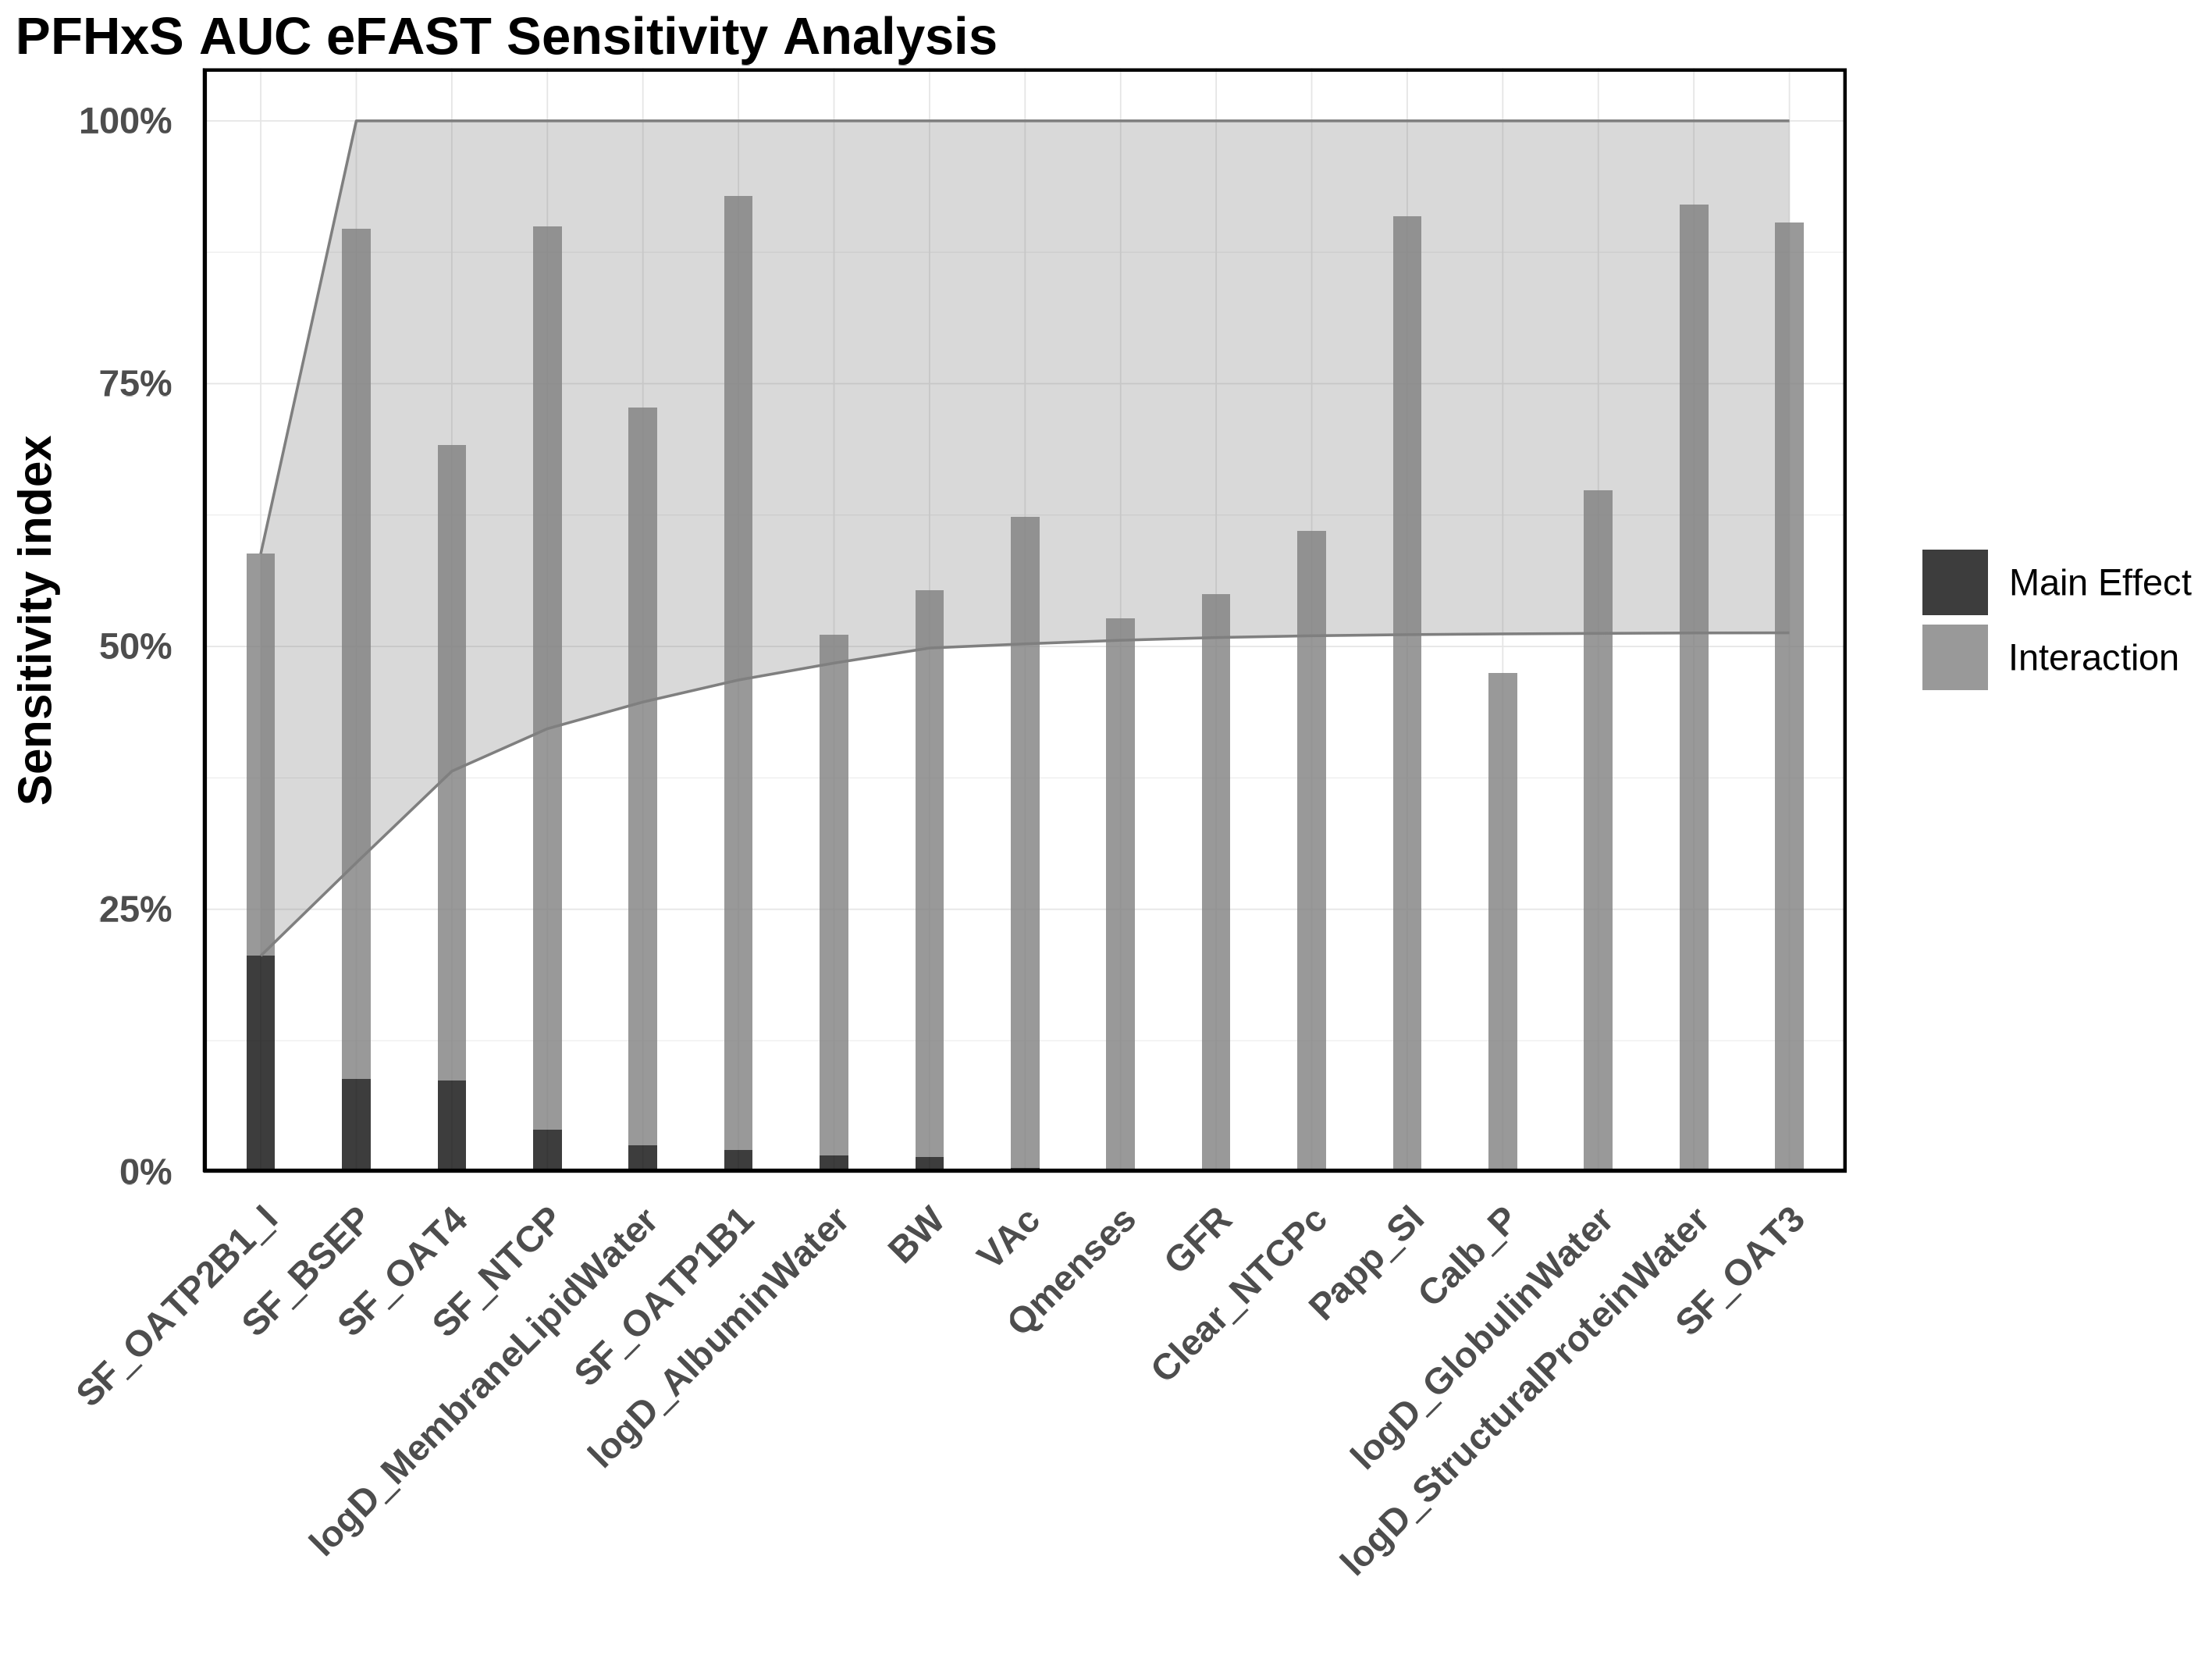 PFHxS AUC eFAST Sensitivity Analysis
Sensitivity index
100%
75%
50%
25%
0%
SF_OATP2B1_I
SF_BSEP
SF_OAT4
SF_NTCP
logD_MembraneLipidWater
SF_OATP1B1
logD_AlbuminWater
BW
VAc
Qmenses
GFR
Clear_NTCPc
Papp_SI
Calb_P
logD_GlobulinWater
logD_StructuralProteinWater
SF_OAT3
Main Effect
Interaction